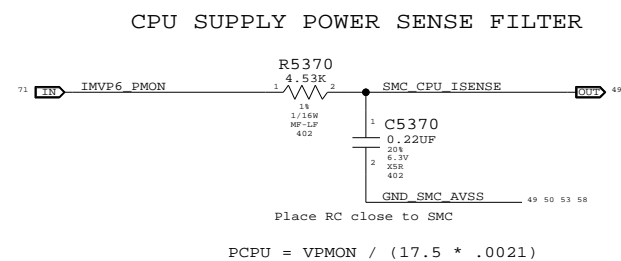 CPU SUPPLY POWER SENSE FILTER
R5370
4.53K
71 IN IMVP6_PMON 1 2 SMC_CPU_ISENSE OUT 49
1%
1/16W
MF-LF
402
1 C5370
0.22UF
20%
6.3V
2 X5R
402
GND_SMC_AVSS 49 50 53 58
Place RC close to SMC
PCPU = VPMON / (17.5 * .0021)